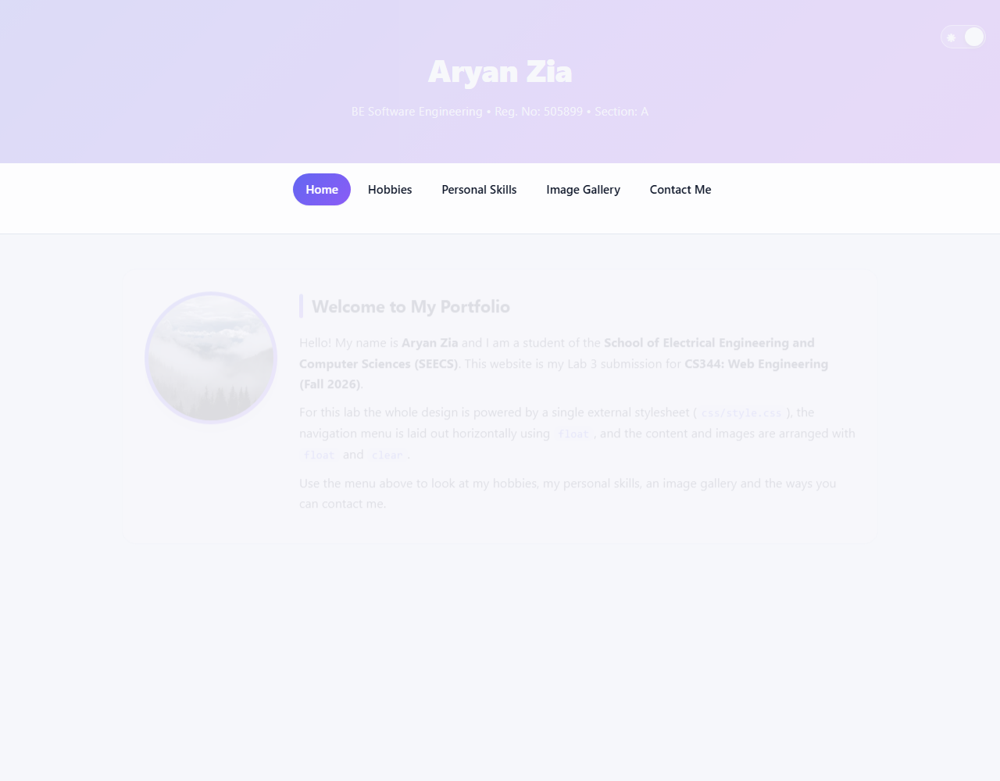 Aryan Zia
BE Software Engineering • Reg. No: 505899 • Section: A
Home Hobbies Personal Skills Image Gallery Contact Me
Welcome to My Portfolio
Hello! My name is Aryan Zia and I am a student of the School of Electrical Engineering and
Computer Sciences (SEECS). This website is my Lab 3 submission for CS344: Web Engineering
(Fall 2026).
For this lab the whole design is powered by a single external stylesheet ( css/style.css ), the
navigation menu is laid out horizontally using float , and the content and images are arranged with
float and clear .
Use the menu above to look at my hobbies, my personal skills, an image gallery and the ways you
can contact me.